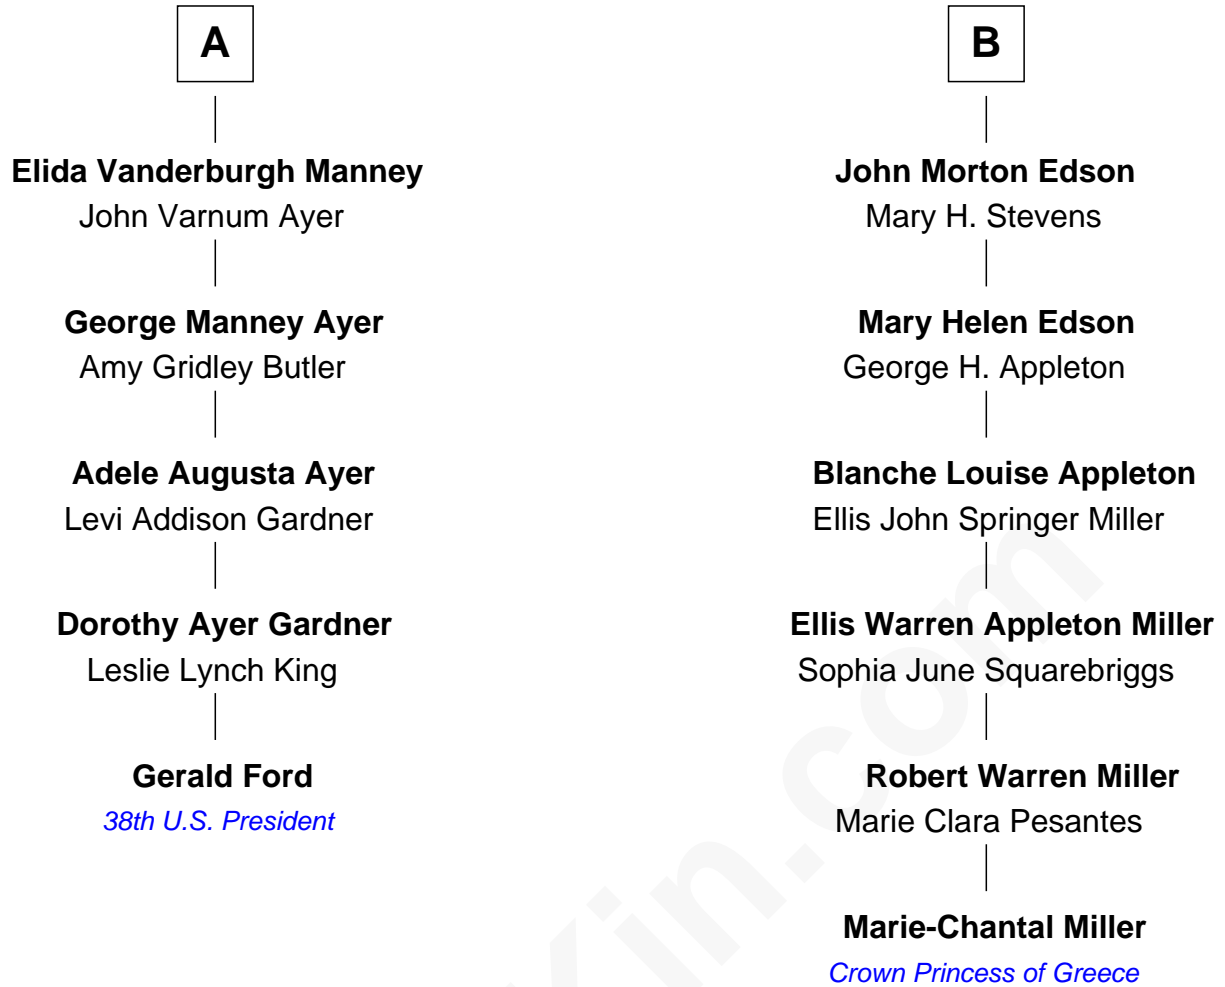 A
Elida Vanderburgh Manney
John Varnum Ayer
George Manney Ayer
Amy Gridley Butler
Adele Augusta Ayer
Levi Addison Gardner
Dorothy Ayer Gardner
Leslie Lynch King
Gerald Ford
38th U.S. President
B
John Morton Edson
Mary H. Stevens
Mary Helen Edson
George H. Appleton
Blanche Louise Appleton
Ellis John Springer Miller
Ellis Warren Appleton Miller
Sophia June Squarebriggs
Robert Warren Miller
Marie Clara Pesantes
Marie-Chantal Miller
Crown Princess of Greece
Kin.com